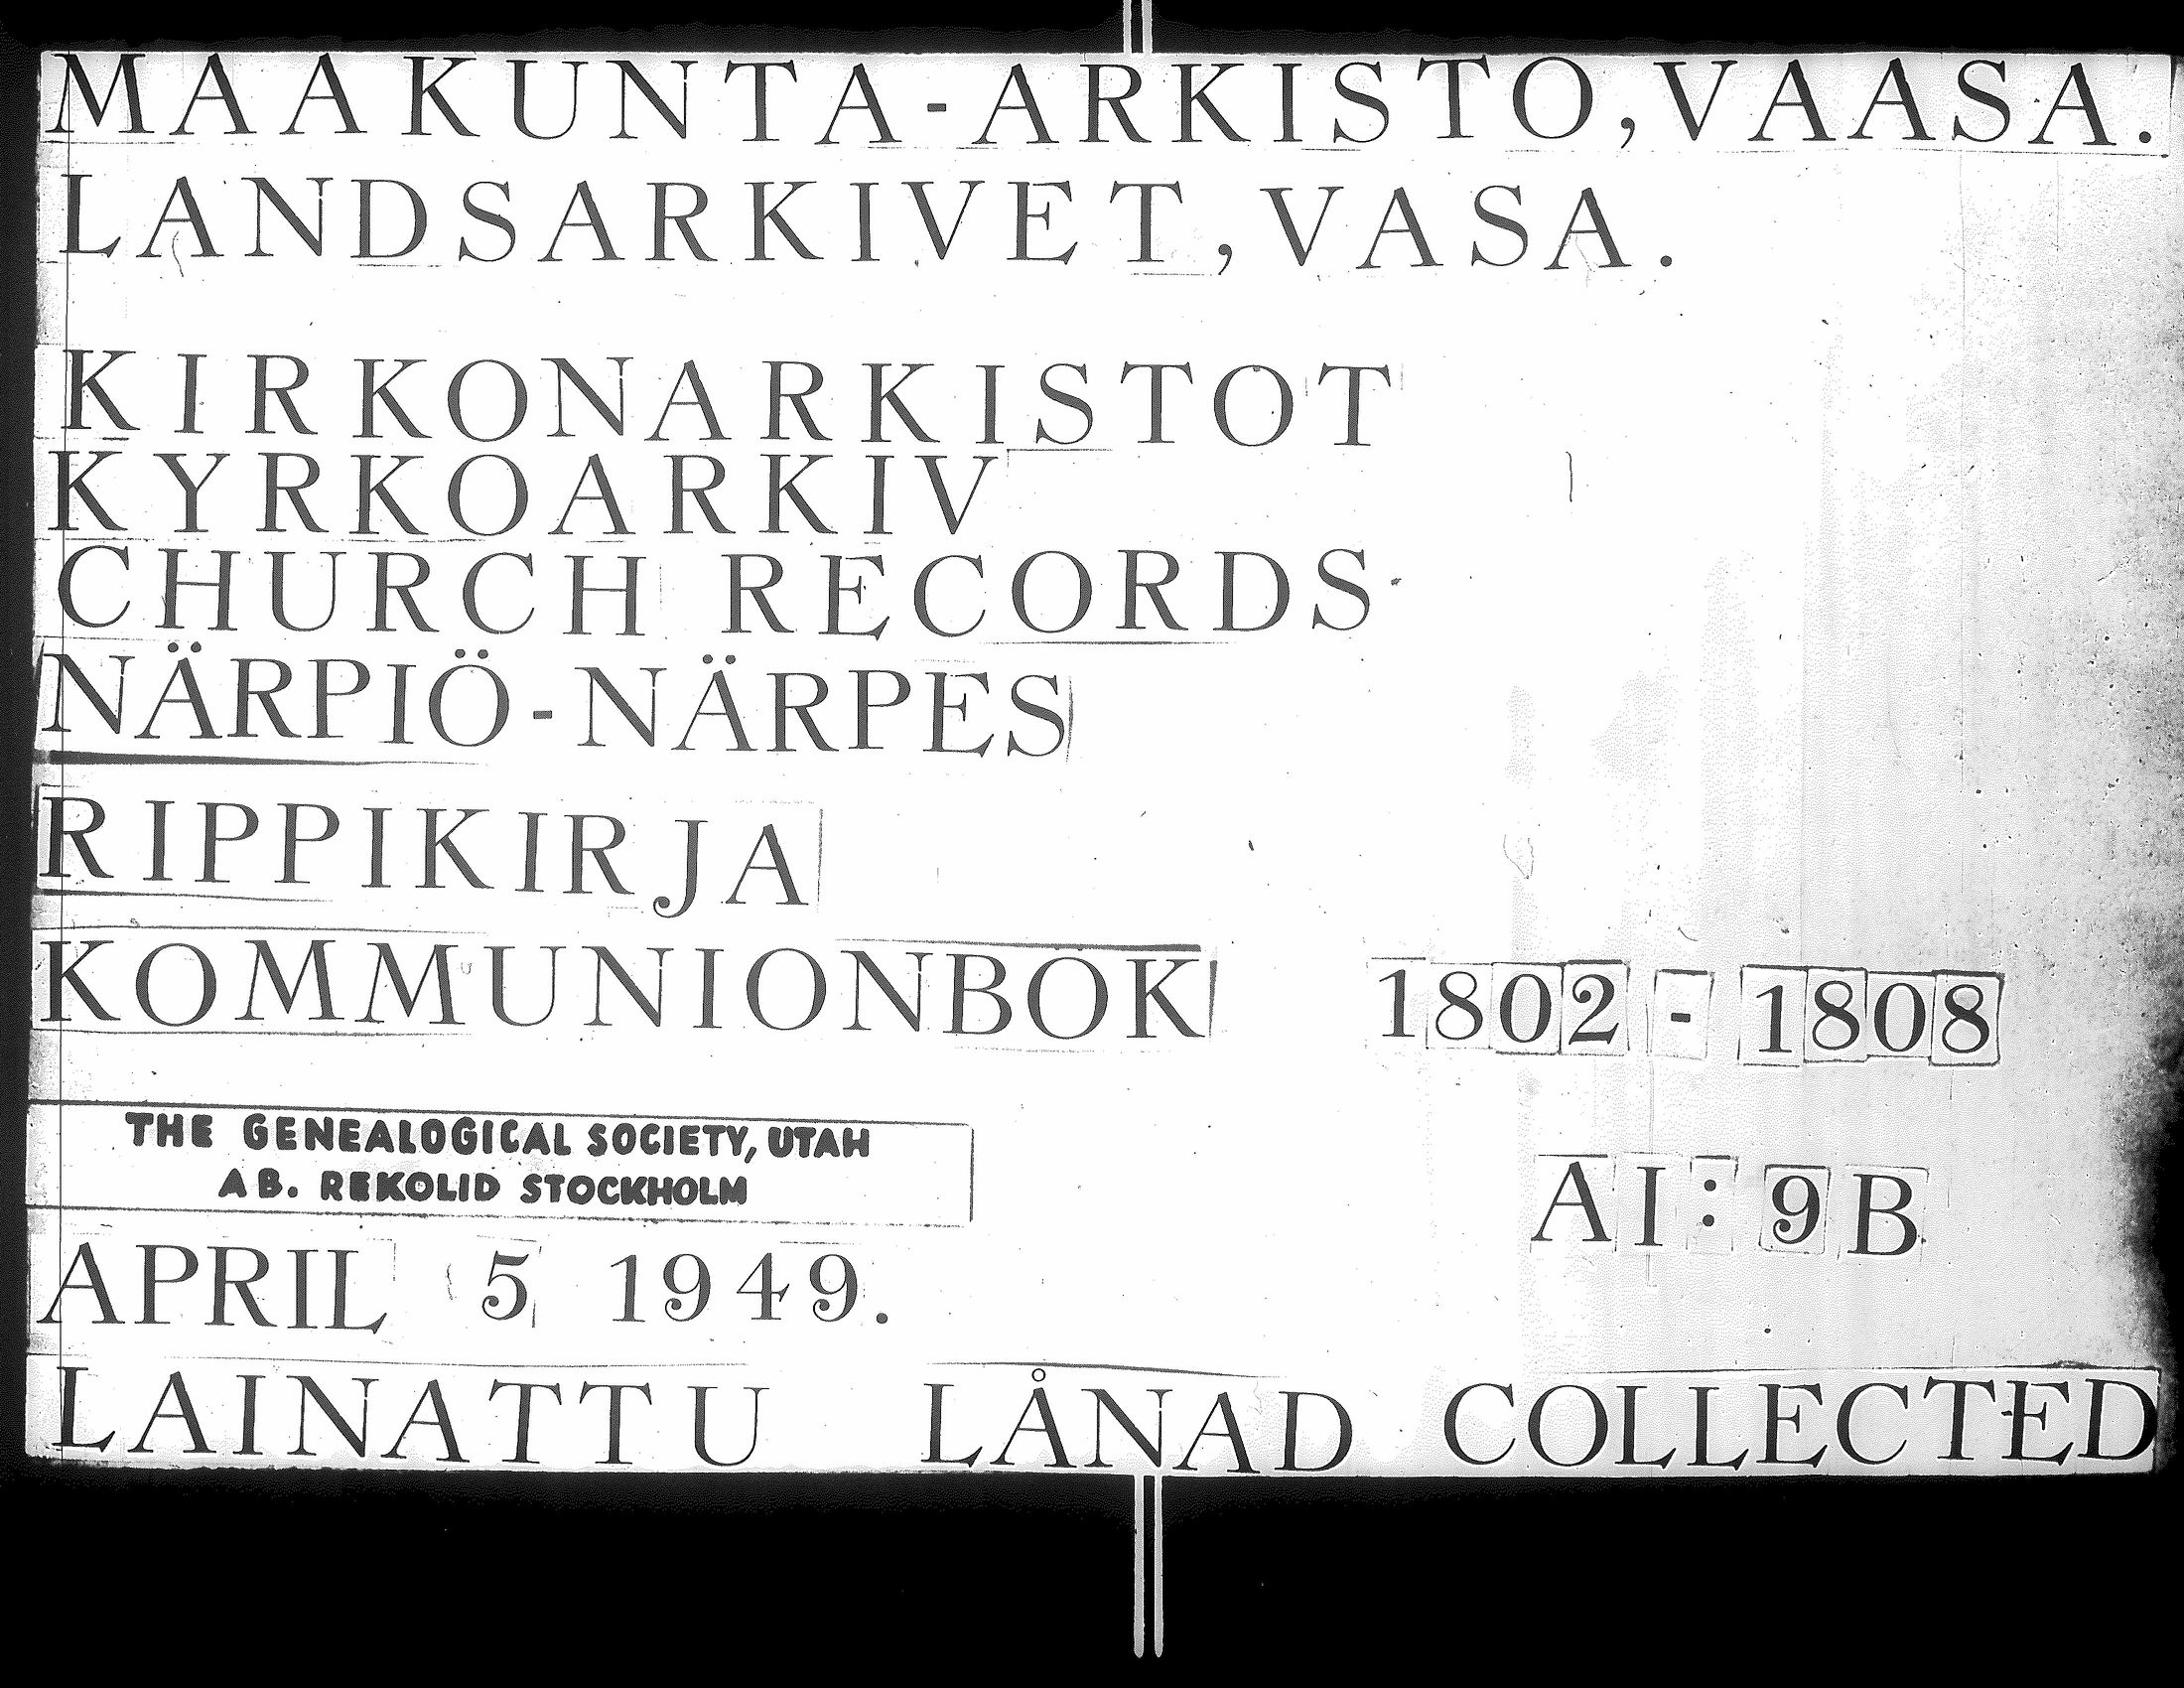 MAAKUNTA-ARKISTO, VAASA.
LANDSARKIVET, VASA.
KIRKONARKISTOT
KYRKOARKIV
CHURCH RECORDS
NÄRPIÖ-NÄRPES
RIPPIKIRJA
KOMMUNIONBOK 1802-1808
THE GENEALOGICAL SOCIETY, UTAH
AB. REKOLID STOCKHOLM
AI: 9B
APRIL 5 1949.
LAINATTU LÅNAD COLLECTED